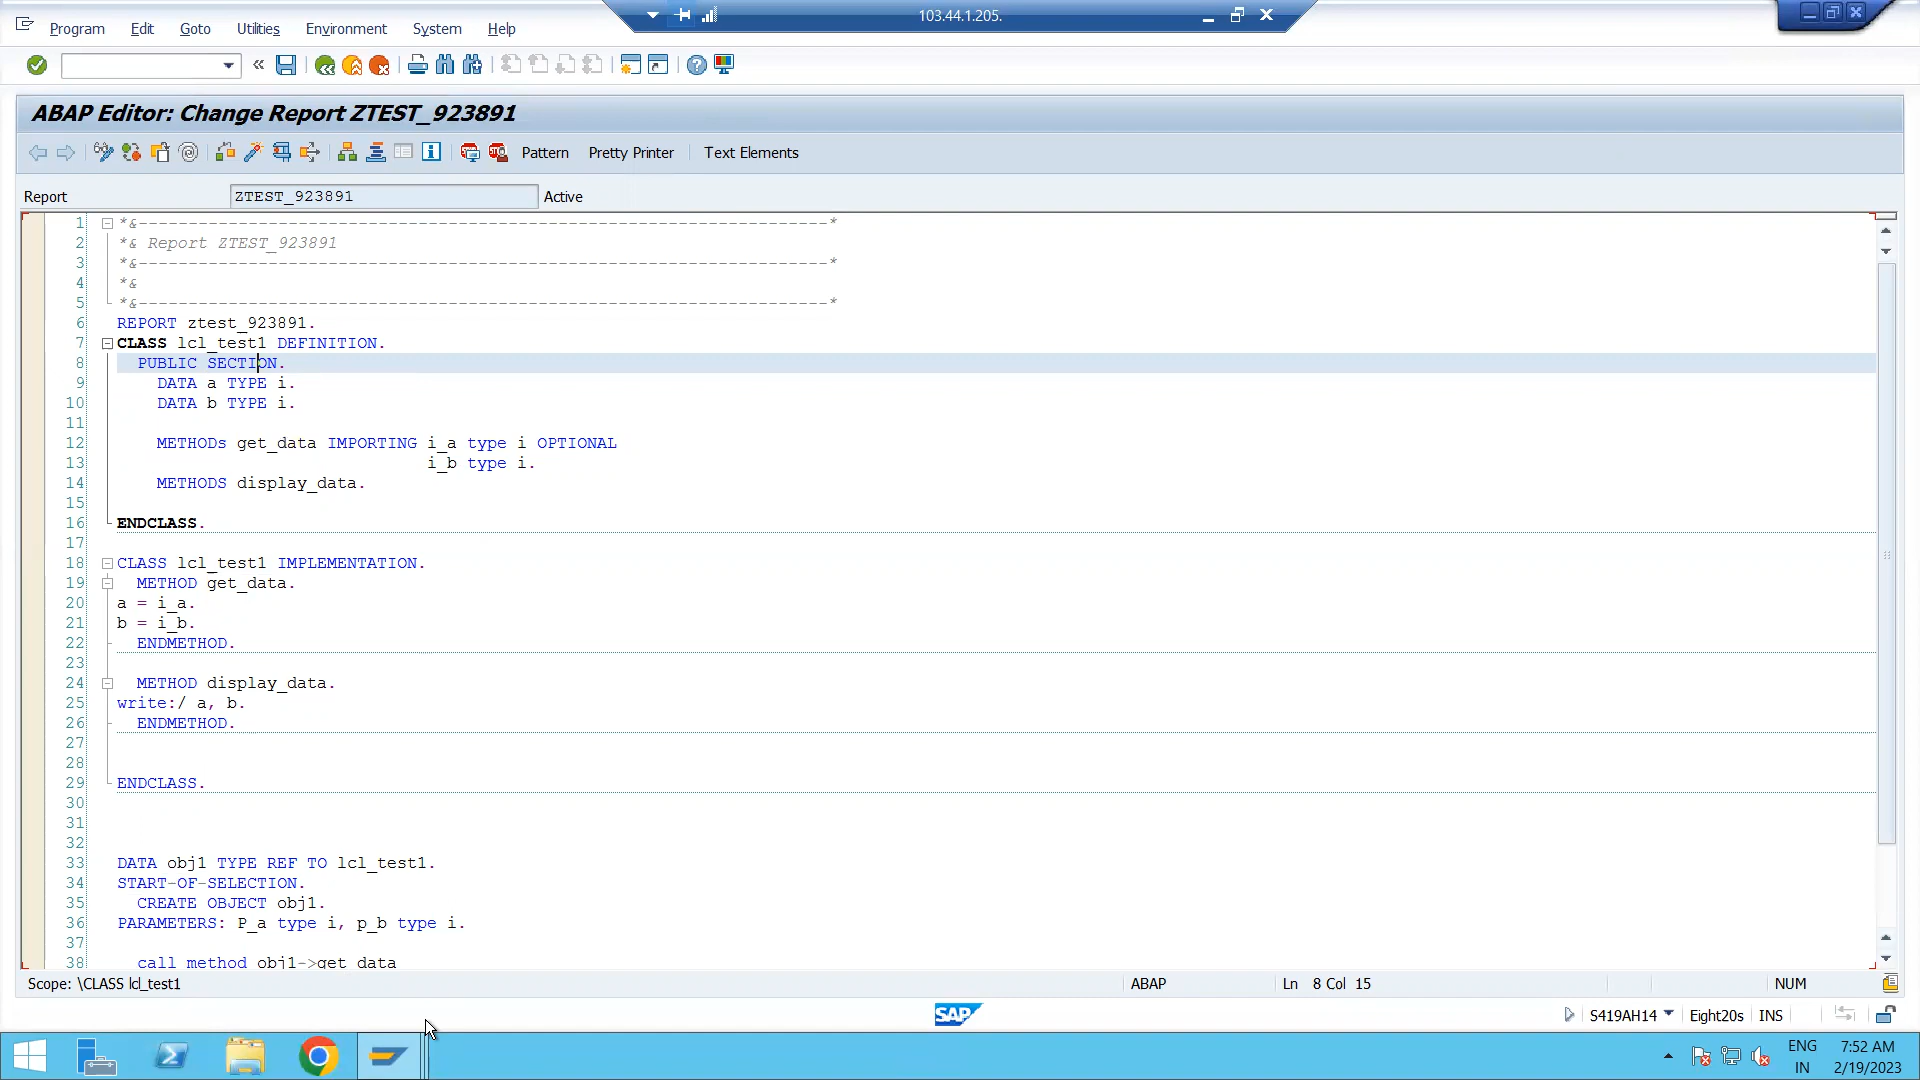 103.44.1.205.
Program Edit Goto Utilities Environment System Help
ABAP Editor: Change Report ZTEST_923891
Pattern Pretty Printer Text Elements
Report ZTEST_923891 Active
1 *&---------------------------------------------------------------------*
2 *& Report ZTEST_923891
3 *&---------------------------------------------------------------------*
4 *&
5 *&---------------------------------------------------------------------*
6 REPORT ztest_923891.
7 CLASS lcl_test1 DEFINITION.
8 PUBLIC SECTION.
9 DATA a TYPE i.
10 DATA b TYPE i.
11
12 METHODs get_data IMPORTING i_a type i OPTIONAL
13 i_b type i.
14 METHODS display_data.
15
16 ENDCLASS.
17
18 CLASS lcl_test1 IMPLEMENTATION.
19 METHOD get_data.
20 a = i_a.
21 b = i_b.
22 ENDMETHOD.
23
24 METHOD display_data.
25 write:/ a, b.
26 ENDMETHOD.
27
28
29 ENDCLASS.
30
31
32
33 DATA obj1 TYPE REF TO lcl_test1.
34 START-OF-SELECTION.
35 CREATE OBJECT obj1.
36 PARAMETERS: P_a type i, p_b type i.
37
38 call method obj1->get_data
Scope: \CLASS lcl_test1 ABAP Ln 8 Col 15 NUM
SAP S419AH14 Eight20s INS
ENG 7:52 AM
IN 2/19/2023